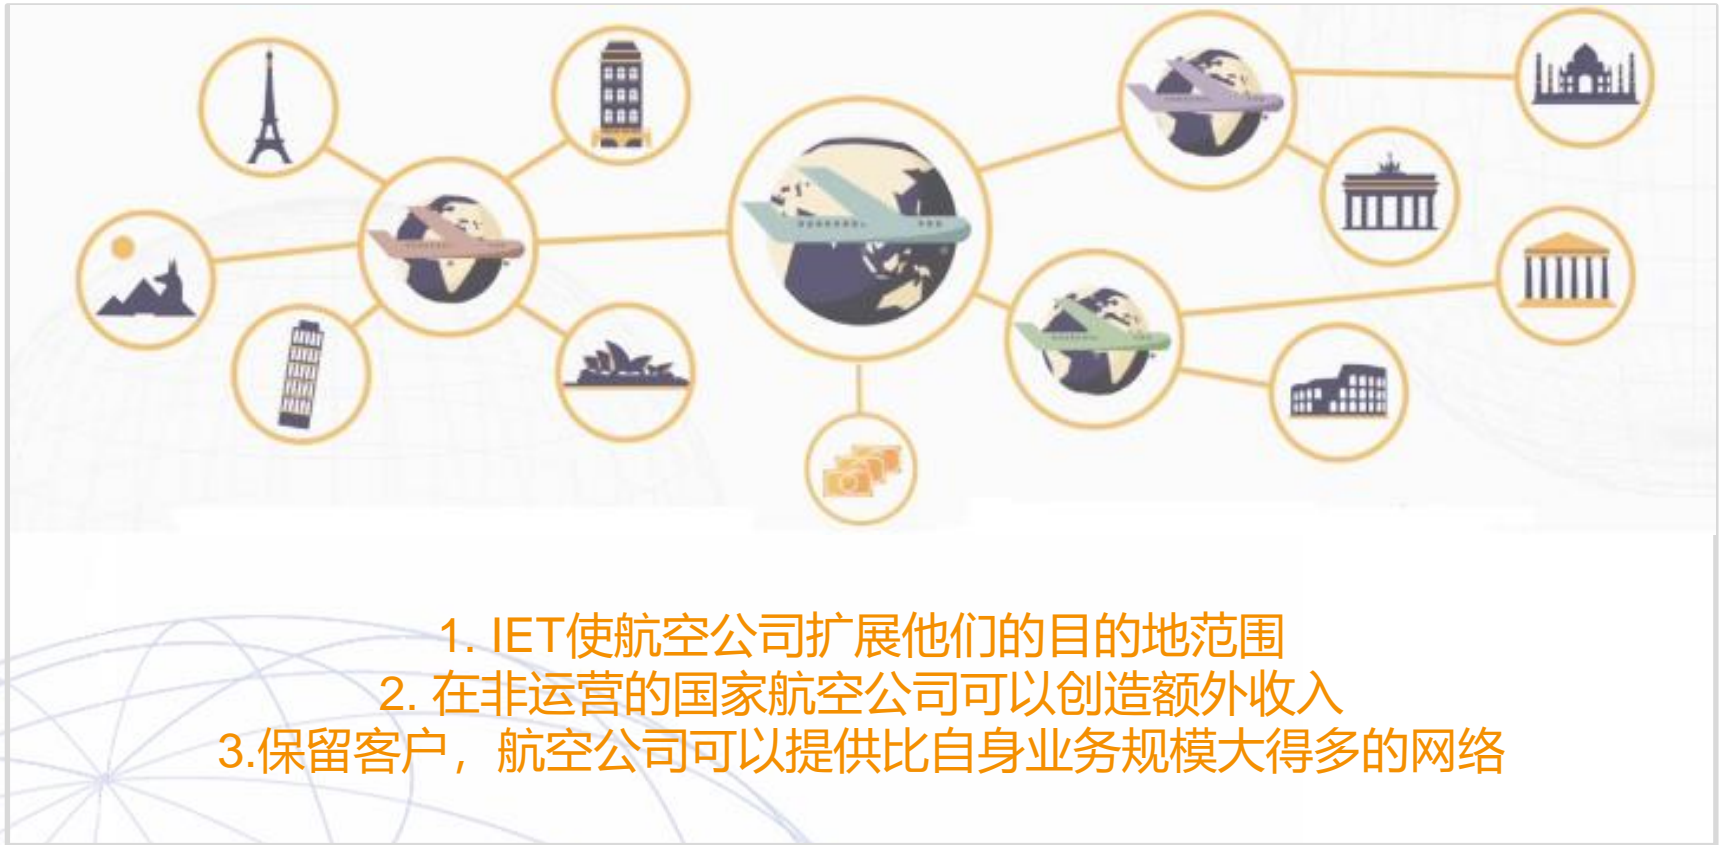 1. IET使航空公司扩展他们的目的地范围
2. 在非运营的国家航空公司可以创造额外收入
3.保留客户，航空公司可以提供比自身业务规模大得多的网络